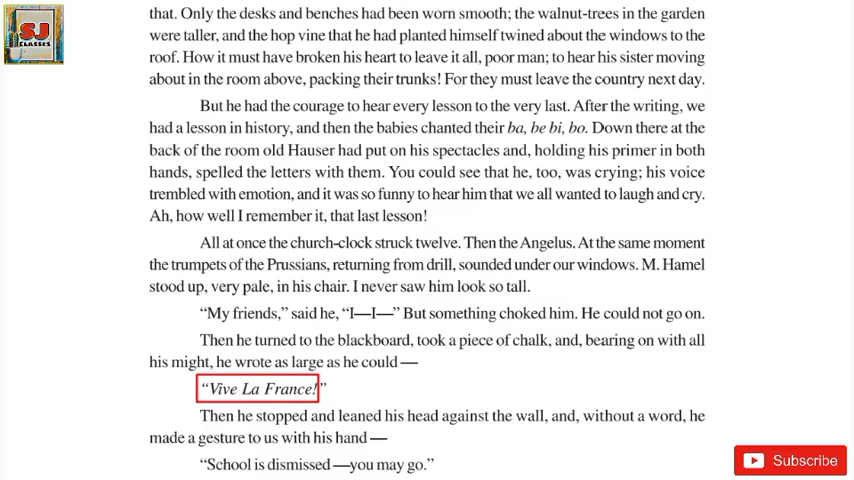 SJ
CLASSES
that. Only the desks and benches had been worn smooth; the walnut-trees in the garden
were taller, and the hop vine that he had planted himself twined about the windows to the
roof. How it must have broken his heart to leave it all, poor man; to hear his sister moving
about in the room above, packing their trunks! For they must leave the country next day.
But he had the courage to hear every lesson to the very last. After the writing, we
had a lesson in history, and then the babies chanted their ba, be bi, bo. Down there at the
back of the room old Hauser had put on his spectacles and, holding his primer in both
hands, spelled the letters with them. You could see that he, too, was crying; his voice
trembled with emotion, and it was so funny to hear him that we all wanted to laugh and cry.
Ah, how well I remember it, that last lesson!
All at once the church-clock struck twelve. Then the Angelus. At the same moment
the trumpets of the Prussians, returning from drill, sounded under our windows. M. Hamel
stood up, very pale, in his chair. I never saw him look so tall.
“My friends,” said he, “I—I—” But something choked him. He could not go on.
Then he turned to the blackboard, took a piece of chalk, and, bearing on with all
his might, he wrote as large as he could —
“Vive La France!”
Then he stopped and leaned his head against the wall, and, without a word, he
made a gesture to us with his hand —
“School is dismissed —you may go.”
Subscribe